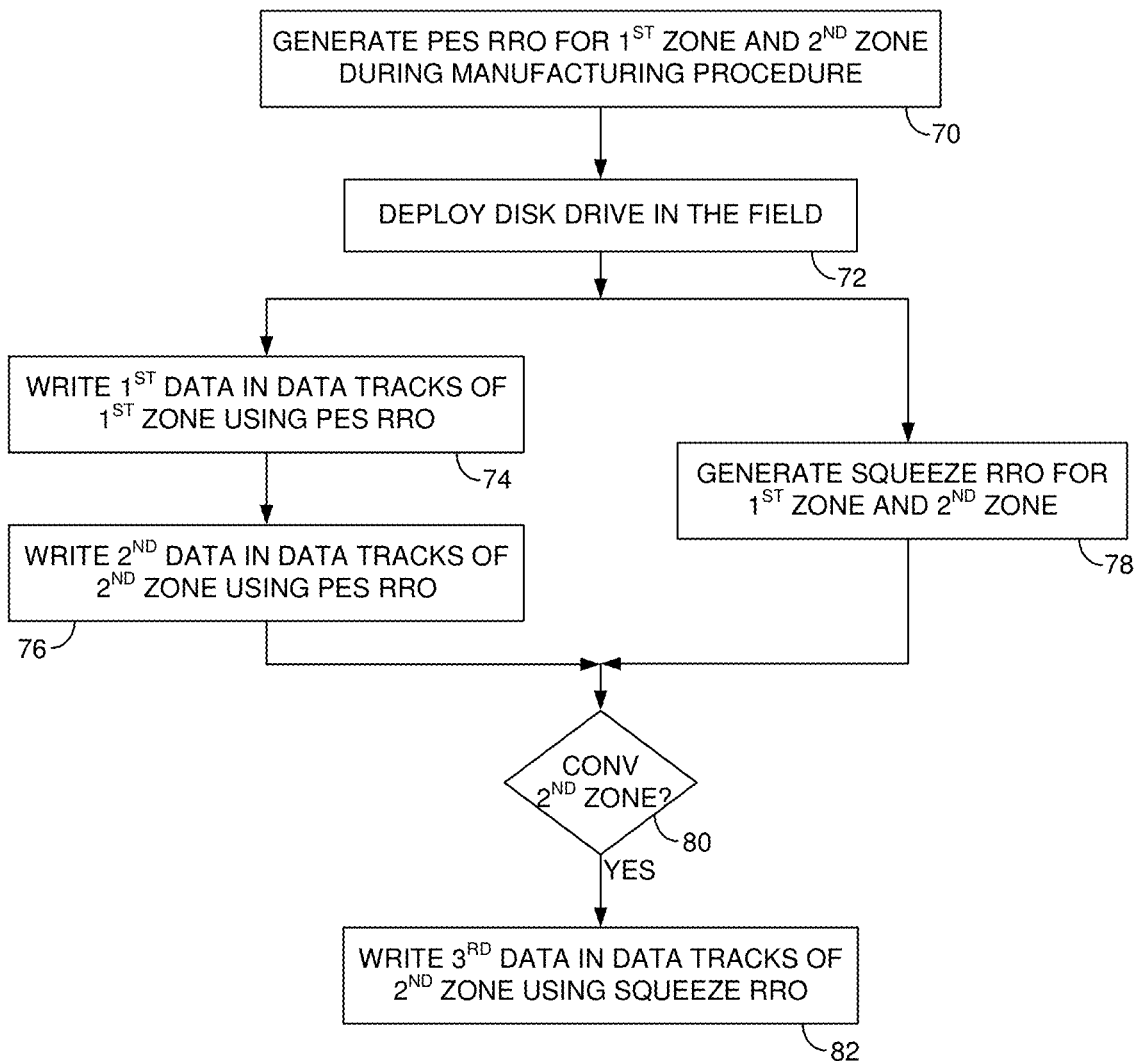 GENERATE PES RRO FOR 1ST ZONE AND 2ND ZONE
DURING MANUFACTURING PROCEDURE
70
DEPLOY DISK DRIVE IN THE FIELD
72
WRITE 1ST DATA IN DATA TRACKS OF
1ST ZONE USING PES RRO
74
WRITE 2ND DATA IN DATA TRACKS OF
2ND ZONE USING PES RRO
76
GENERATE SQUEEZE RRO FOR
1ST ZONE AND 2ND ZONE
78
CONV
2ND ZONE?
80
YES
WRITE 3RD DATA IN DATA TRACKS OF
2ND ZONE USING SQUEEZE RRO
82